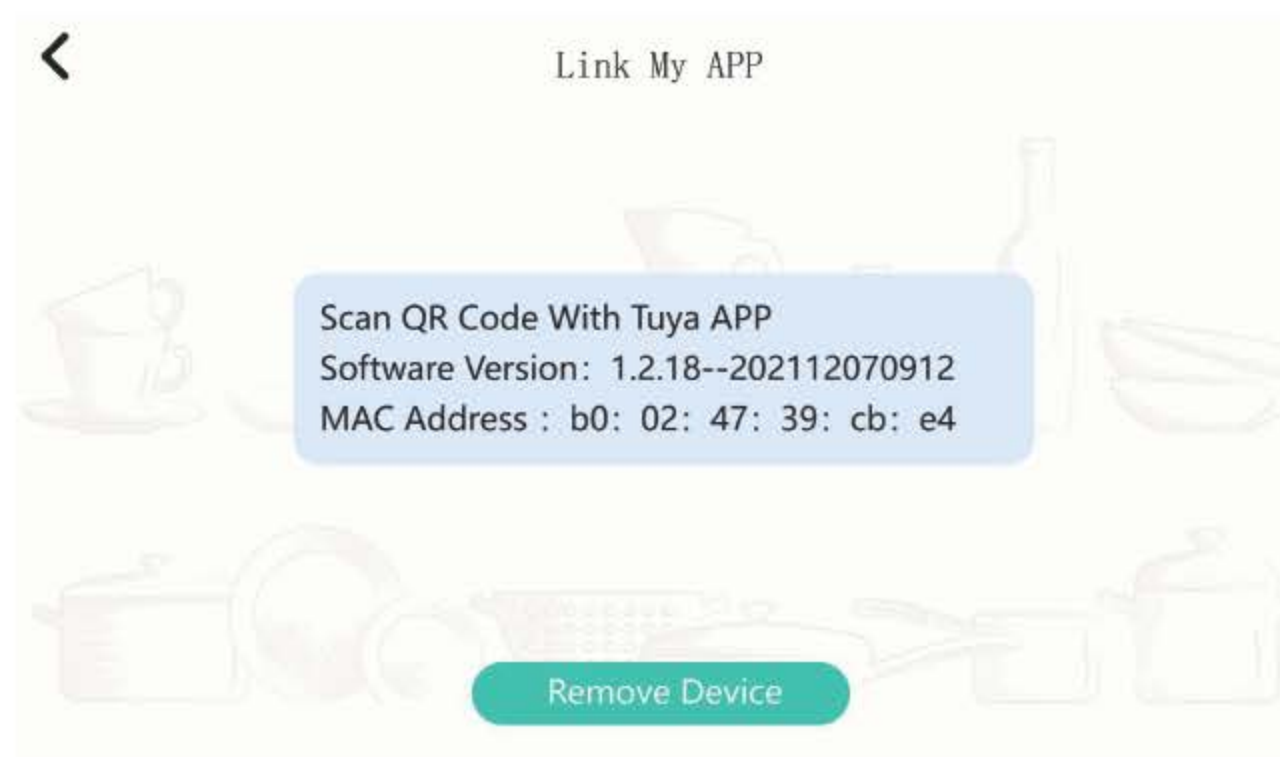 Link My APP
Scan QR Code With Tuya APP
Software Version: 1.2.18--202112070912
MAC Address : b0: 02: 47: 39: cb: e4
Remove Device